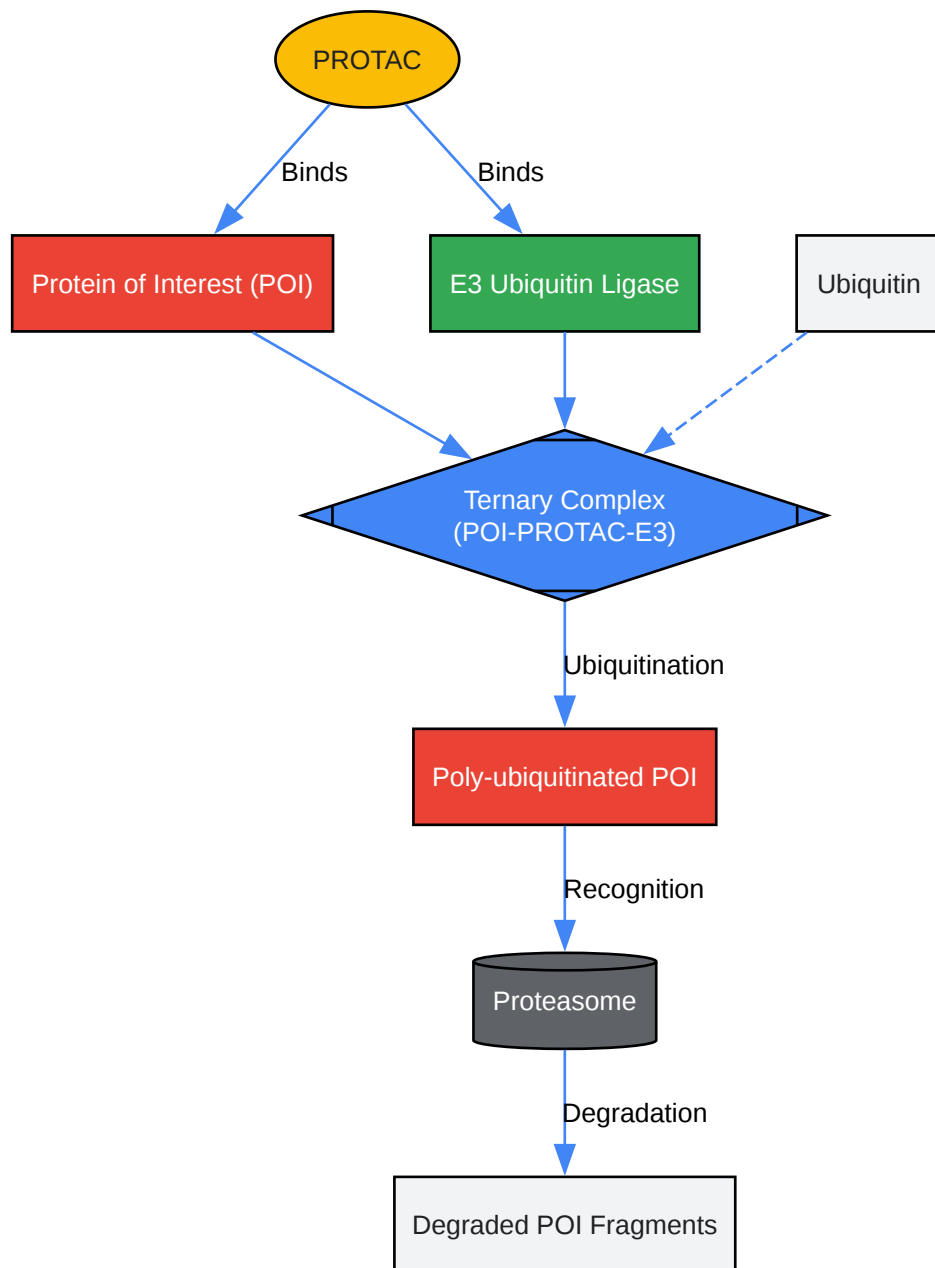 PROTAC
Binds
Binds
Protein of Interest (POI)
E3 Ubiquitin Ligase
Ubiquitin
Ternary Complex
(POI-PROTAC-E3)
Ubiquitination
Poly-ubiquitinated POI
Recognition
Proteasome
Degradation
Degraded POI Fragments